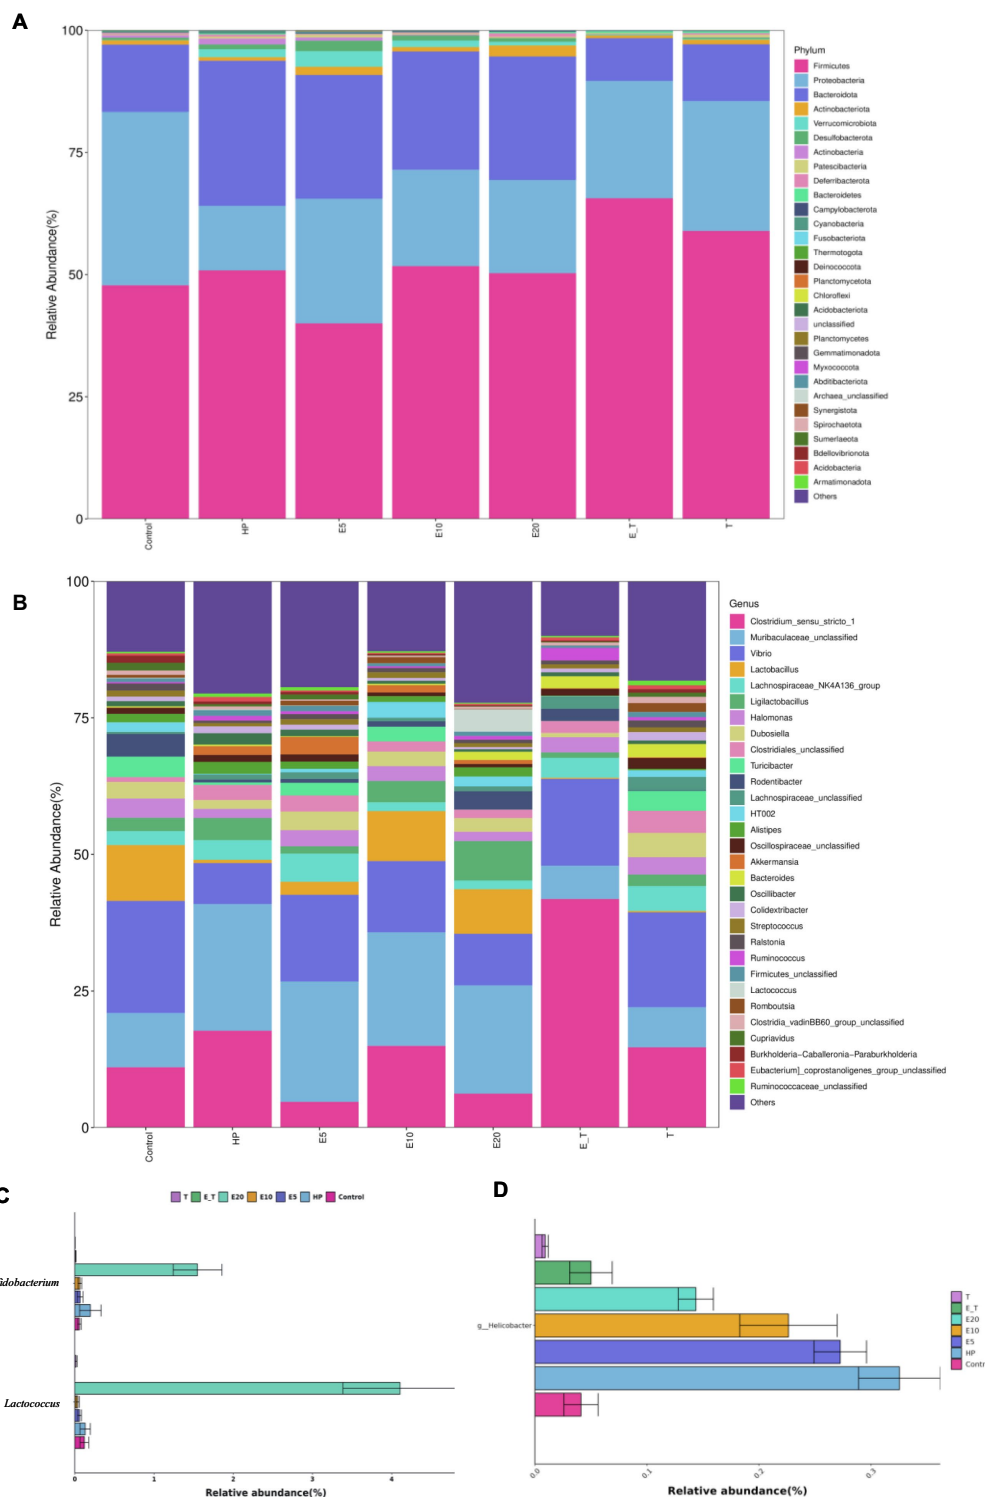 A
100
75
50
25
0
Relative Abundance(%)
Control
HP
E5
E10
E20
E_T
T
Phylum
Firmicutes
Proteobacteria
Bacteroidota
Actinobacteriota
Verrucomicrobiota
Desulfobacterota
Actinobacteria
Patescibacteria
Deferribacterota
Bacteroidetes
Campylobacterota
Cyanobacteria
Fusobacteriota
Thermotogota
Deinococcota
Planctomycetota
Chloroflexi
Acidobacteriota
unclassified
Planctomycetes
Gemmatimonadota
Myxococcota
Abditibacteriota
Archaea_unclassified
Synergistota
Spirochaetota
Sumerlaeota
Bdellovibrionota
Acidobacteria
Armatimonadota
Others
B
100
75
50
25
0
Relative Abundance(%)
Control
HP
E5
E10
E20
E_T
T
Genus
Clostridium_sensu_stricto_1
Muribaculaceae_unclassified
Vibrio
Lactobacillus
Lachnospiraceae_NK4A136_group
Ligilactobacillus
Halomonas
Dubosiella
Clostridiales_unclassified
Turicibacter
Rodentibacter
Lachnospiraceae_unclassified
HT002
Alistipes
Oscillospiraceae_unclassified
Akkermansia
Bacteroides
Oscillibacter
Colidextribacter
Streptococcus
Ralstonia
Ruminococcus
Firmicutes_unclassified
Lactococcus
Romboutsia
Clostridia_vadinBB60_group_unclassified
Cupriavidus
Burkholderia-Caballeronia-Paraburkholderia
Eubacterium]_coprostanoligenes_group_unclassified
Ruminococcaceae_unclassified
Others
C
T E_T E20 E10 E5 HP Control
fidobacterium
Lactococcus
0 1 2 3 4
Relative abundance(%)
D
g__Helicobacter
0.0 0.1 0.2 0.3
Relative abundance(%)
T
E_T
E20
E10
E5
HP
Contr